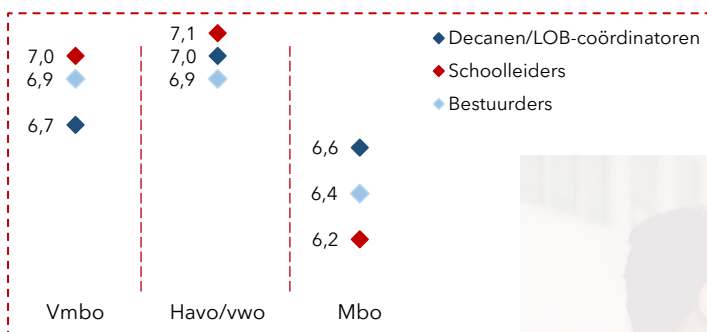 7,1
7,0
7,0
6,9
6,9
6,7
6,6
6,4
6,2
Decanen/LOB-coördinatoren
Schoolleiders
Bestuurders
Vmbo
Havo/vwo
Mbo